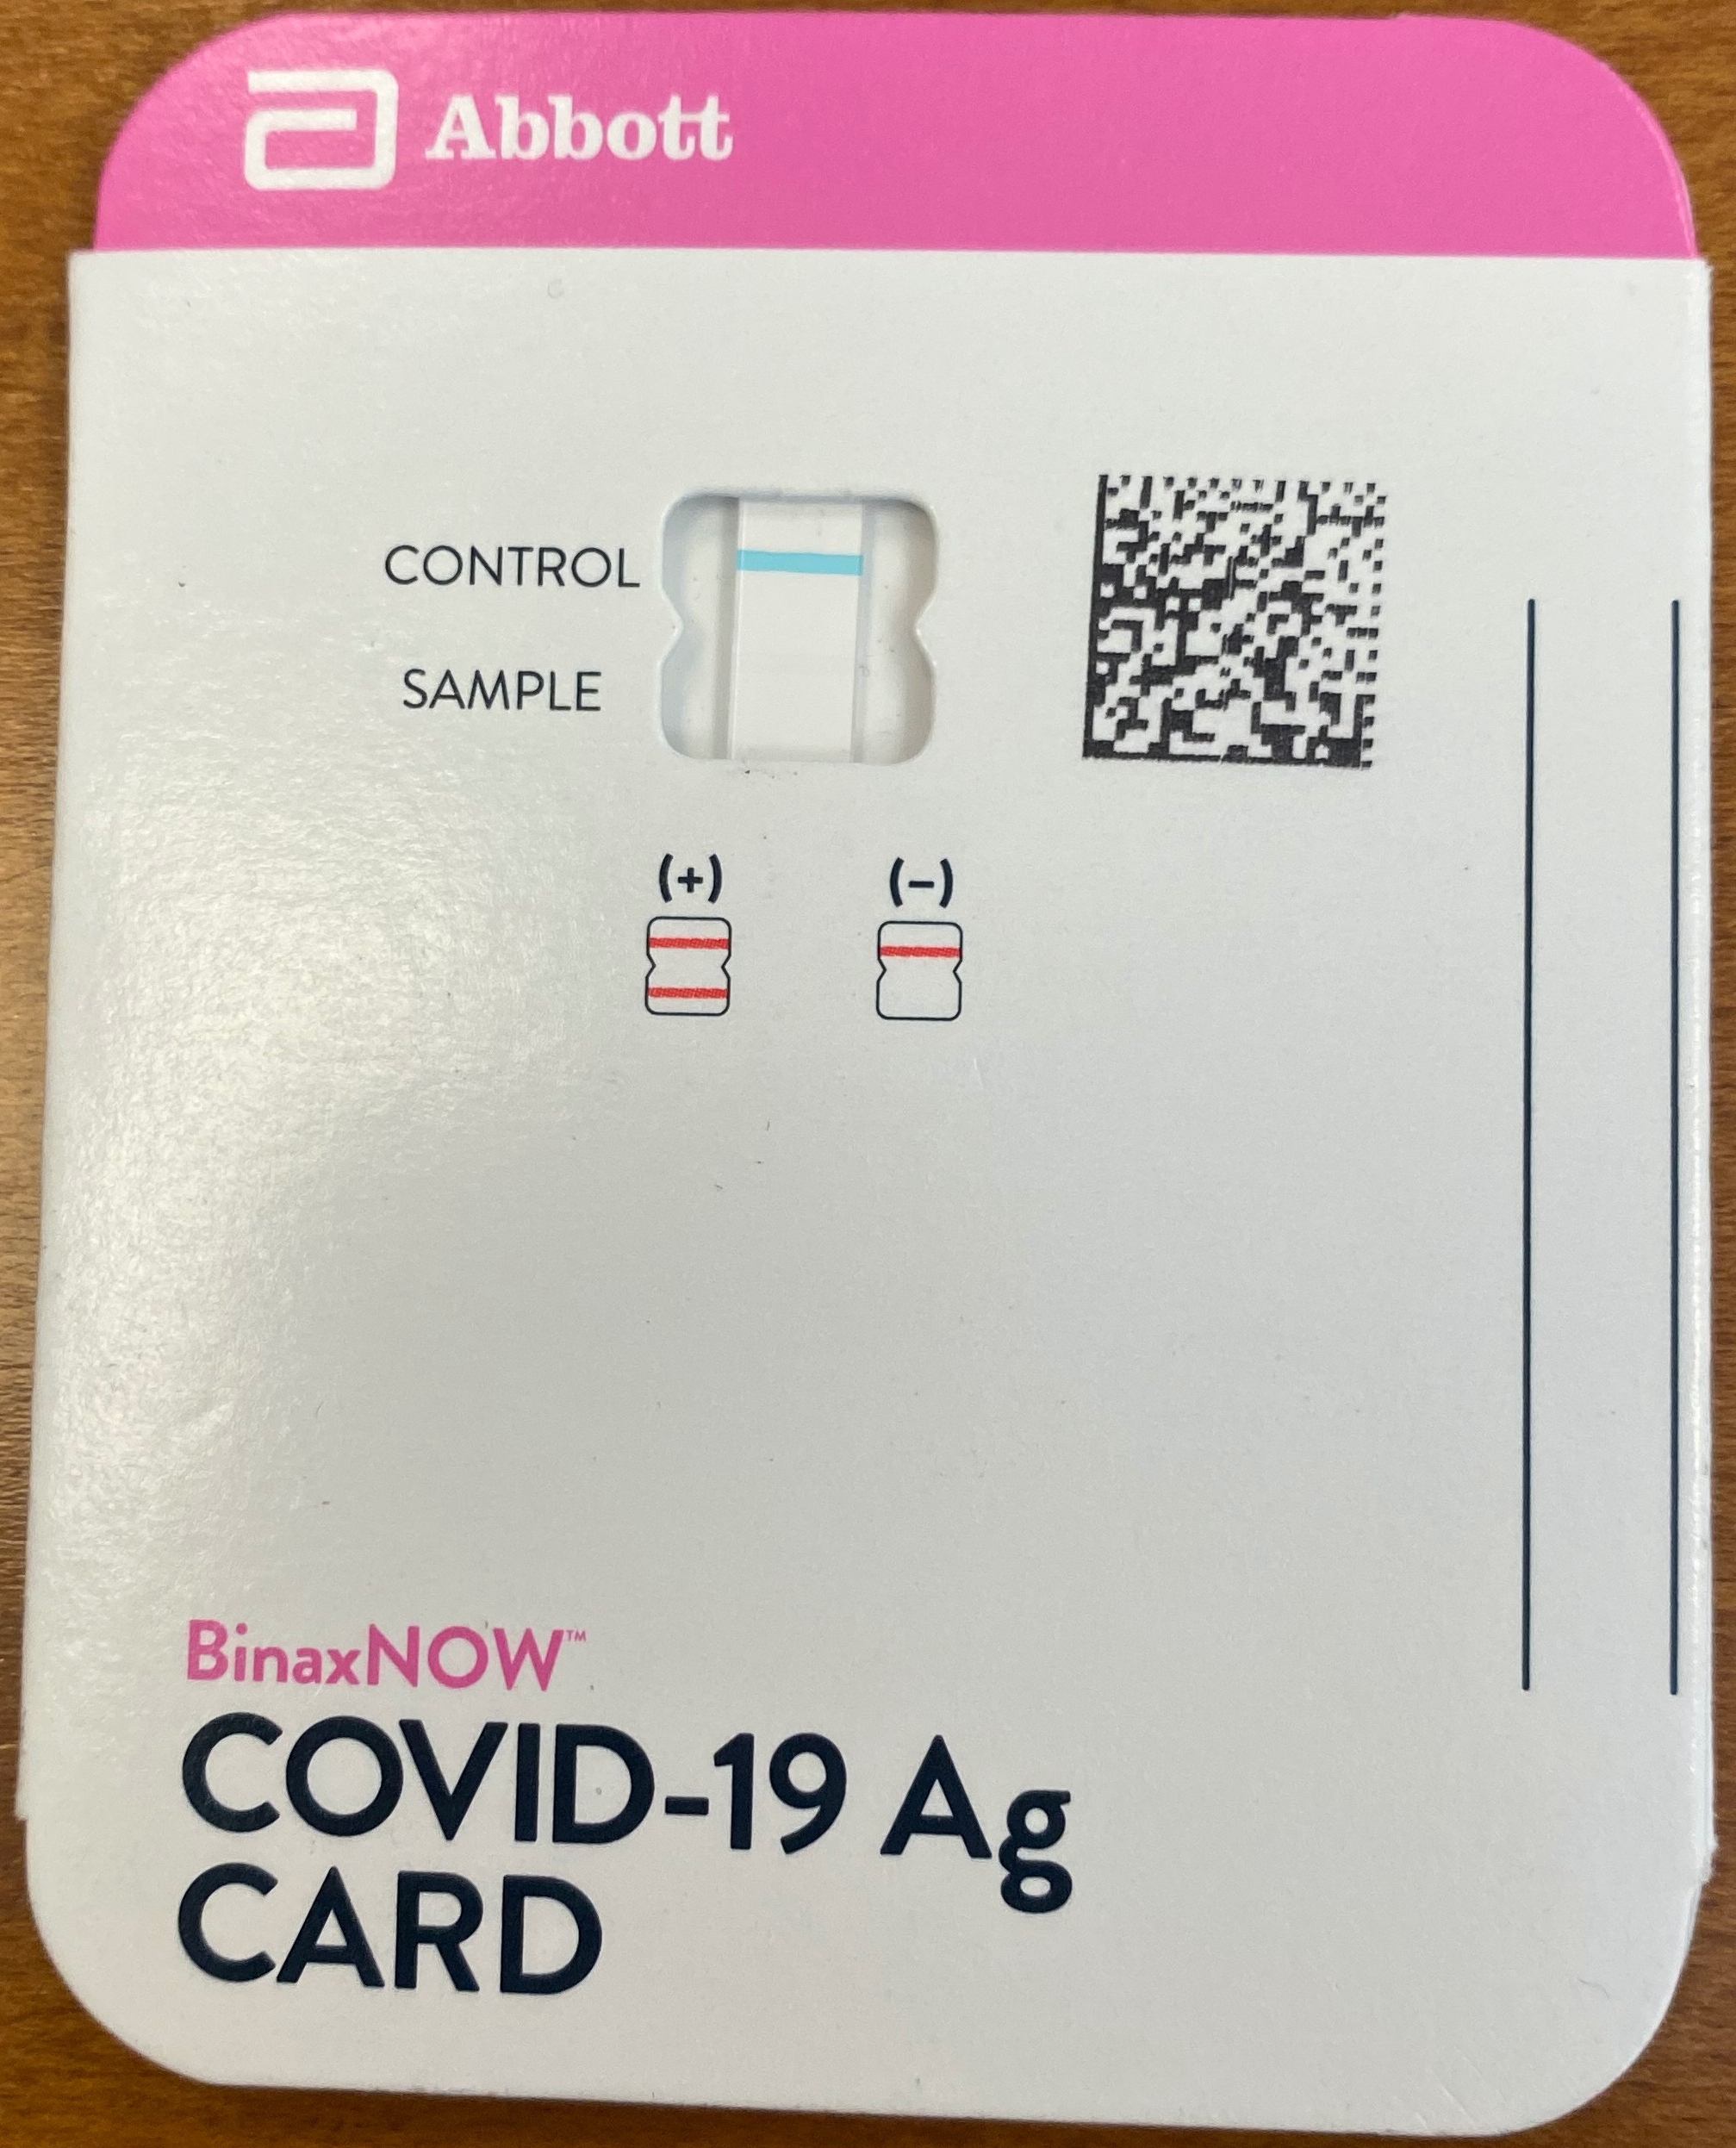 Abbott
CONTROL
SAMPLE
(+) (-)
BinaxNOW™
COVID-19 Ag
CARD